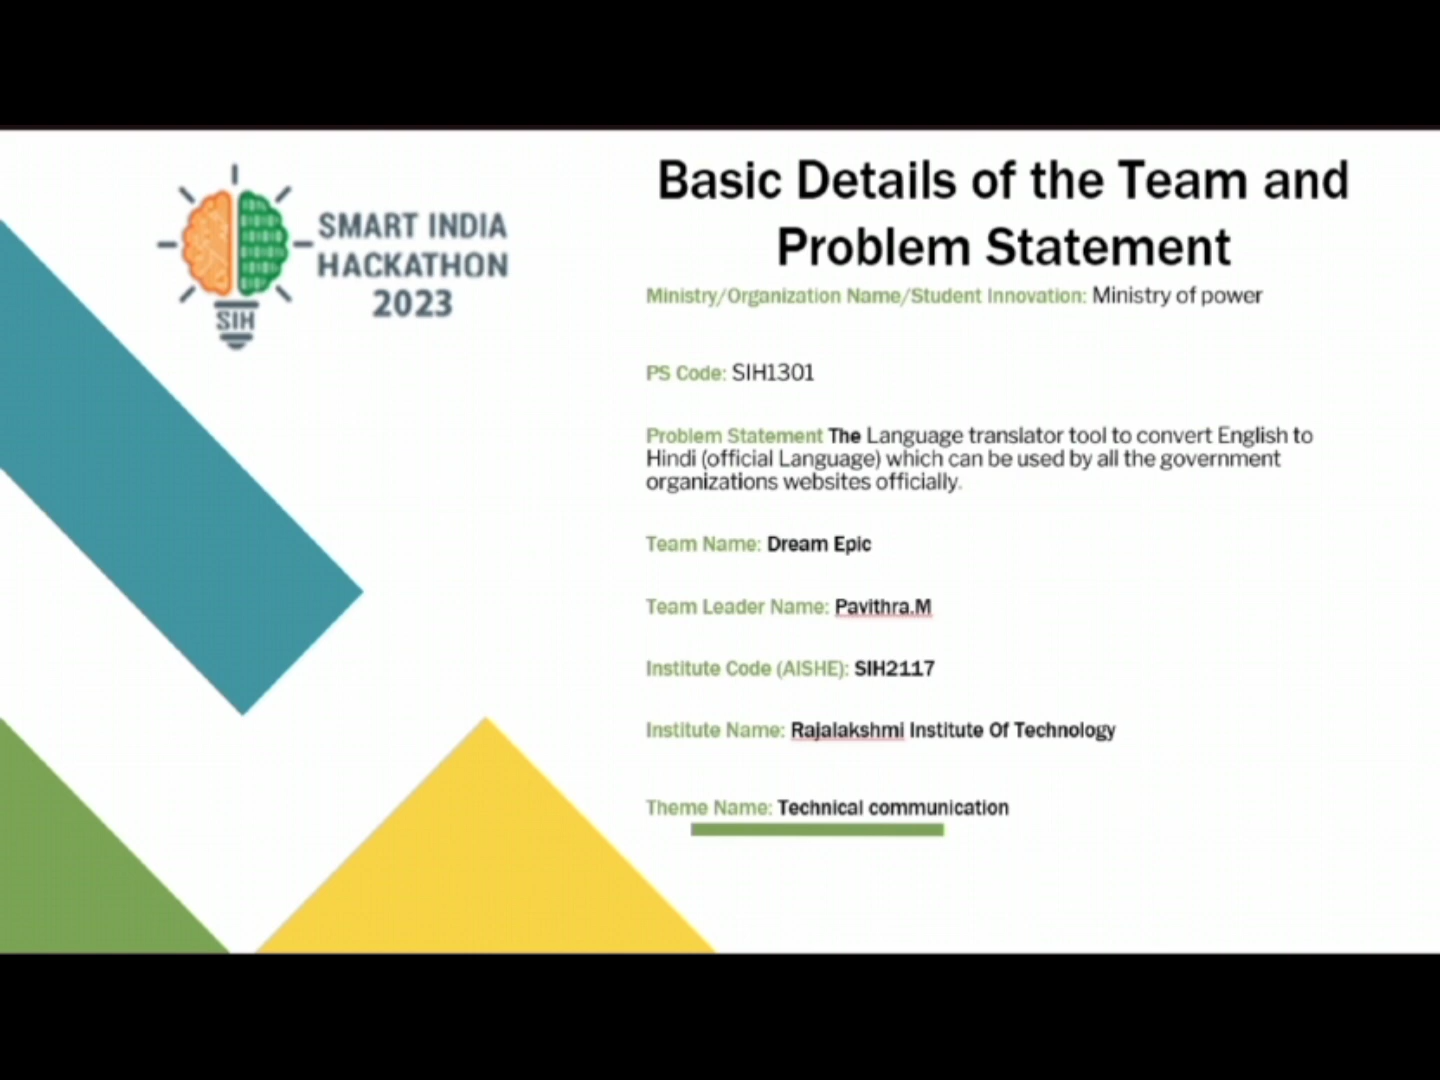 SMART INDIA
HACKATHON
2023
SIH
Basic Details of the Team and
Problem Statement
Ministry/Organization Name/Student Innovation: Ministry of power
PS Code: SIH1301
Problem Statement The Language translator tool to convert English to
Hindi (official Language) which can be used by all the government
organizations websites officially.
Team Name: Dream Epic
Team Leader Name: Pavithra.M
Institute Code (AISHE): SIH2117
Institute Name: Rajalakshmi Institute Of Technology
Theme Name: Technical communication